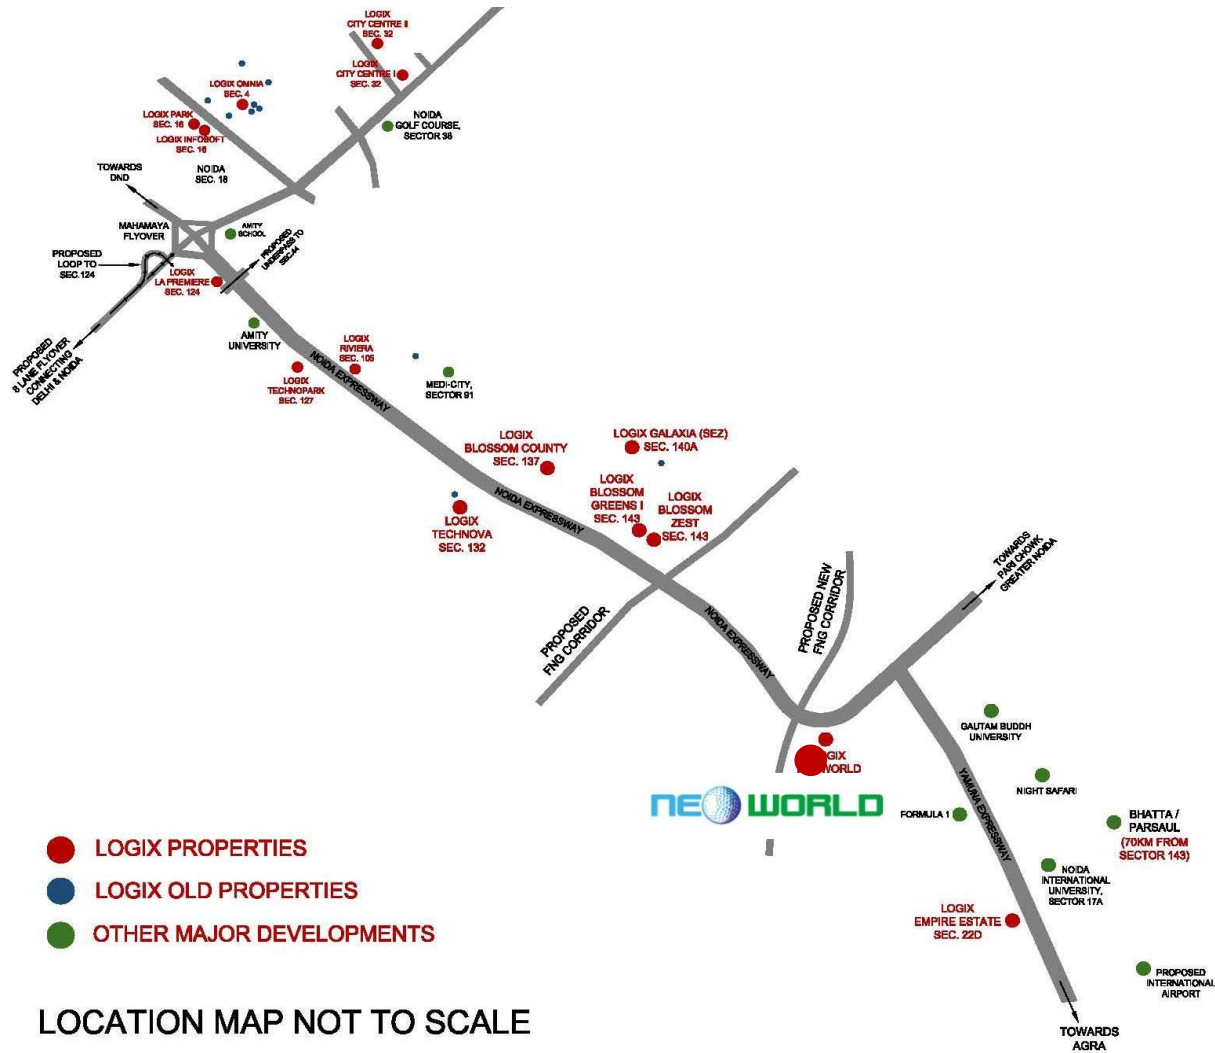 LOGIX
CITY CENTRE II
SEC. 32
LOGIX
CITY CENTRE I
SEC. 32
LOGIX OMNIA
SEC. 4
LOGIX PARK
SEC. 16
LOGIX INFOSOFT
SEC. 16
NOIDA
GOLF COURSE,
SECTOR 38
NOIDA
SEC. 18
TOWARDS
DND
MAHAMAYA
FLYOVER
AMITY
SCHOOL
PROPOSED
UNDERPASS TO
SEC.44
PROPOSED
LOOP TO
SEC.124
LOGIX
LA PREMIERE
SEC. 124
PROPOSED
8 LANE FLYOVER
CONNECTING
DELHI & NOIDA
AMITY
UNIVERSITY
LOGIX
RIVIERA
SEC. 105
NOIDA EXPRESSWAY
LOGIX
TECHNOPARK
SEC. 127
MEDI-CITY,
SECTOR 91
LOGIX
BLOSSOM COUNTY
SEC. 137
LOGIX GALAXIA (SEZ)
SEC. 140A
LOGIX
BLOSSOM
GREENS I
SEC. 143
LOGIX
BLOSSOM
ZEST
SEC. 143
NOIDA EXPRESSWAY
LOGIX
TECHNOVA
SEC. 132
TOWARDS
PARI CHOWK
GREATER NOIDA
PROPOSED
FNG CORRIDOR
NOIDA EXPRESSWAY
PROPOSED NEW
FNG CORRIDOR
GAUTAM BUDDH
UNIVERSITY
GIX
WORLD
NEO WORLD
YAMUNA EXPRESSWAY
NIGHT SAFARI
FORMULA 1
BHATTA /
PARSAUL
(70KM FROM
SECTOR 143)
NOIDA
INTERNATIONAL
UNIVERSITY,
SECTOR 17A
LOGIX
EMPIRE ESTATE
SEC. 22D
PROPOSED
INTERNATIONAL
AIRPORT
TOWARDS
AGRA
LOGIX PROPERTIES
LOGIX OLD PROPERTIES
OTHER MAJOR DEVELOPMENTS
LOCATION MAP NOT TO SCALE